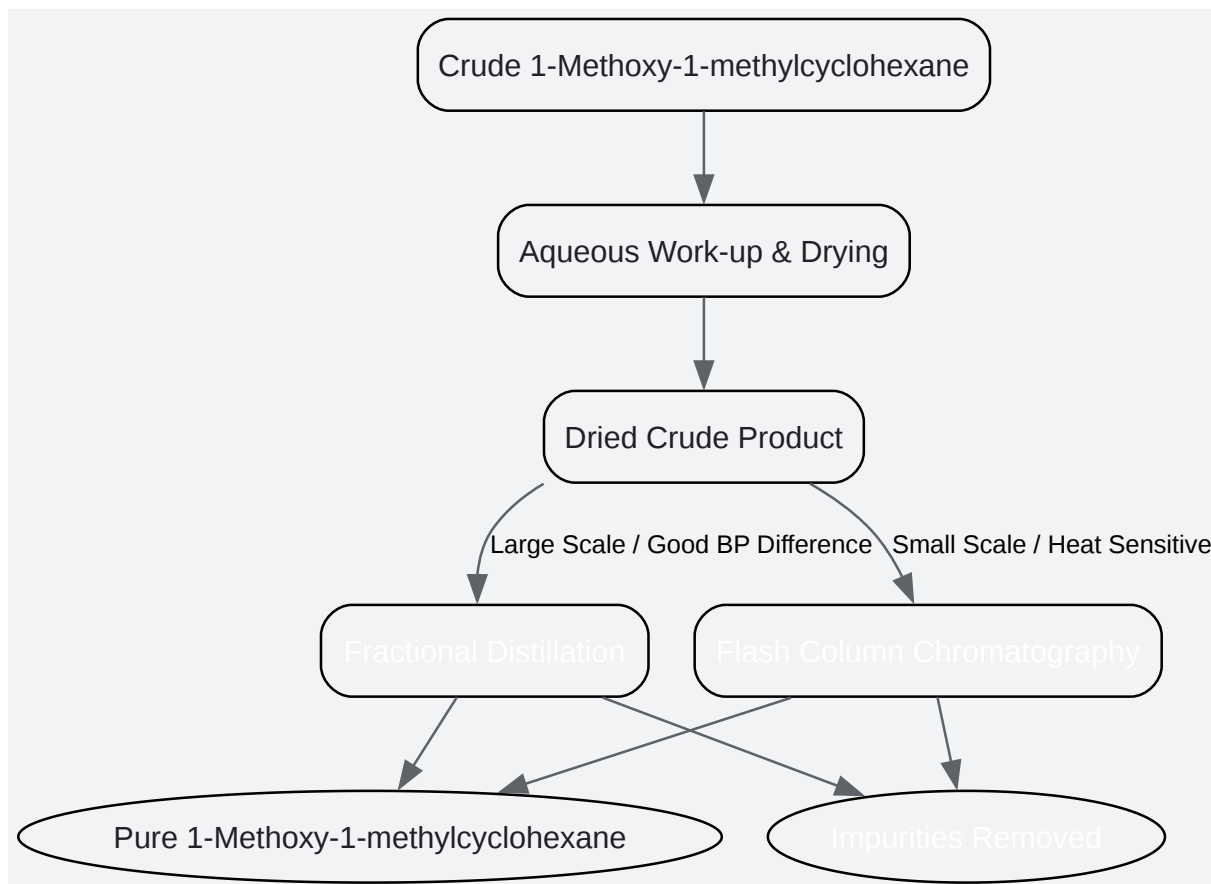 Crude 1-Methoxy-1-methylcyclohexane
Aqueous Work-up & Drying
Dried Crude Product
Large Scale / Good BP Difference
Small Scale / Heat Sensitive
Fractional Distillation
Flash Column Chromatography
Pure 1-Methoxy-1-methylcyclohexane
Impurities Removed